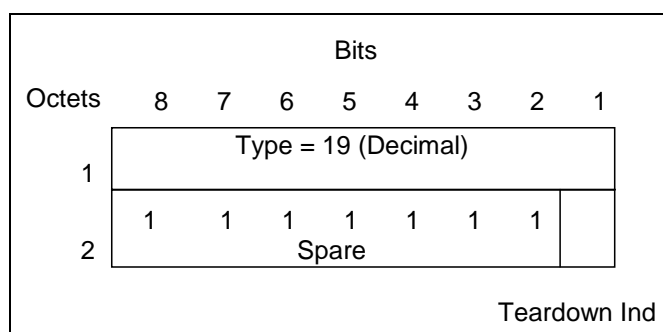 Bits
Octets 8 7 6 5 4 3 2 1
Type = 19 (Decimal)
1
1 1 1 1 1 1 1
2 Spare
Teardown Ind